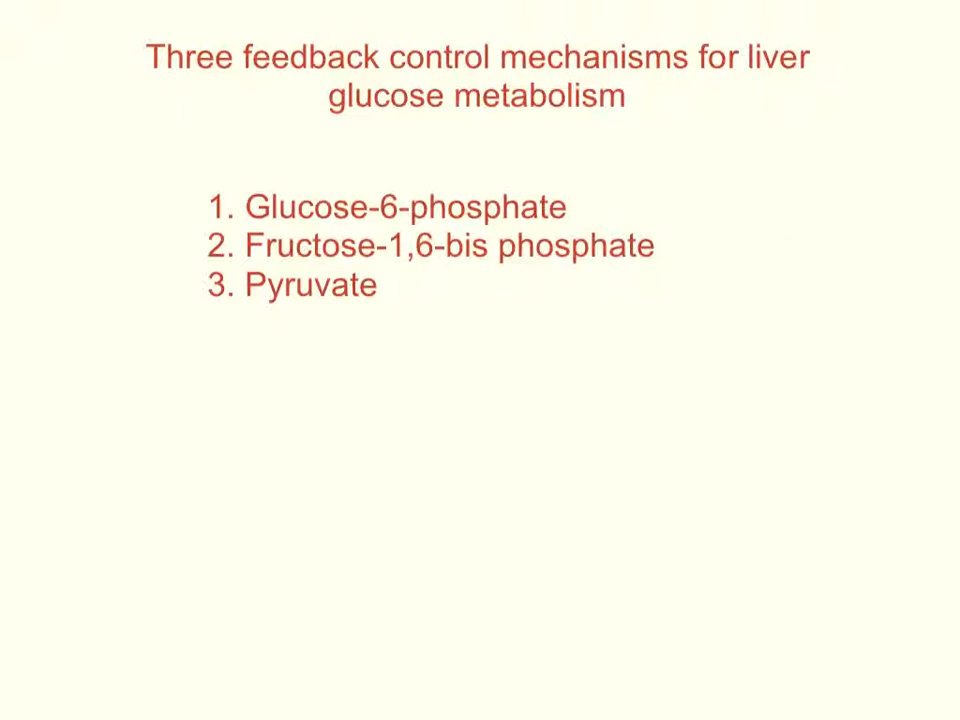 Three feedback control mechanisms for liver
glucose metabolism
1. Glucose-6-phosphate
2. Fructose-1,6-bis phosphate
3. Pyruvate